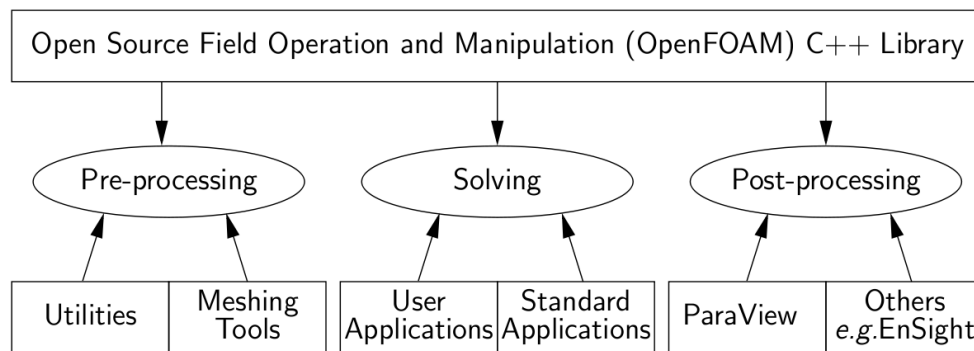 Open Source Field Operation and Manipulation (OpenFOAM) C++ Library
Pre-processing
Solving
Post-processing
Utilities
Meshing
Tools
User
Applications
Standard
Applications
ParaView
Others
e.g.EnSight